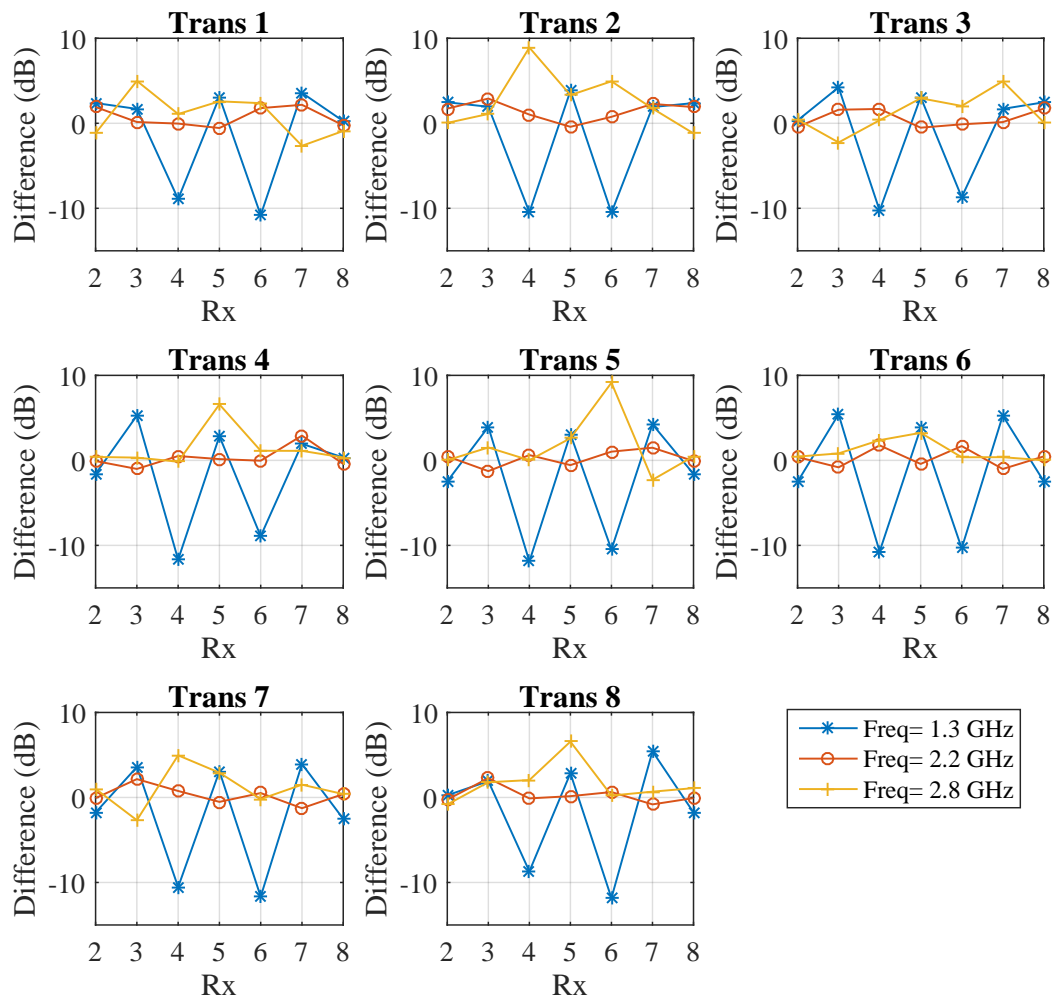 Trans 1
Difference (dB)
10
0
-10
2 3 4 5 6 7 8
Rx
Trans 2
Difference (dB)
10
0
-10
2 3 4 5 6 7 8
Rx
Trans 3
Difference (dB)
10
0
-10
2 3 4 5 6 7 8
Rx
Trans 4
Difference (dB)
10
0
-10
2 3 4 5 6 7 8
Rx
Trans 5
Difference (dB)
10
0
-10
2 3 4 5 6 7 8
Rx
Trans 6
Difference (dB)
10
0
-10
2 3 4 5 6 7 8
Rx
Trans 7
Difference (dB)
10
0
-10
2 3 4 5 6 7 8
Rx
Trans 8
Difference (dB)
10
0
-10
2 3 4 5 6 7 8
Rx
Freq= 1.3 GHz
Freq= 2.2 GHz
Freq= 2.8 GHz